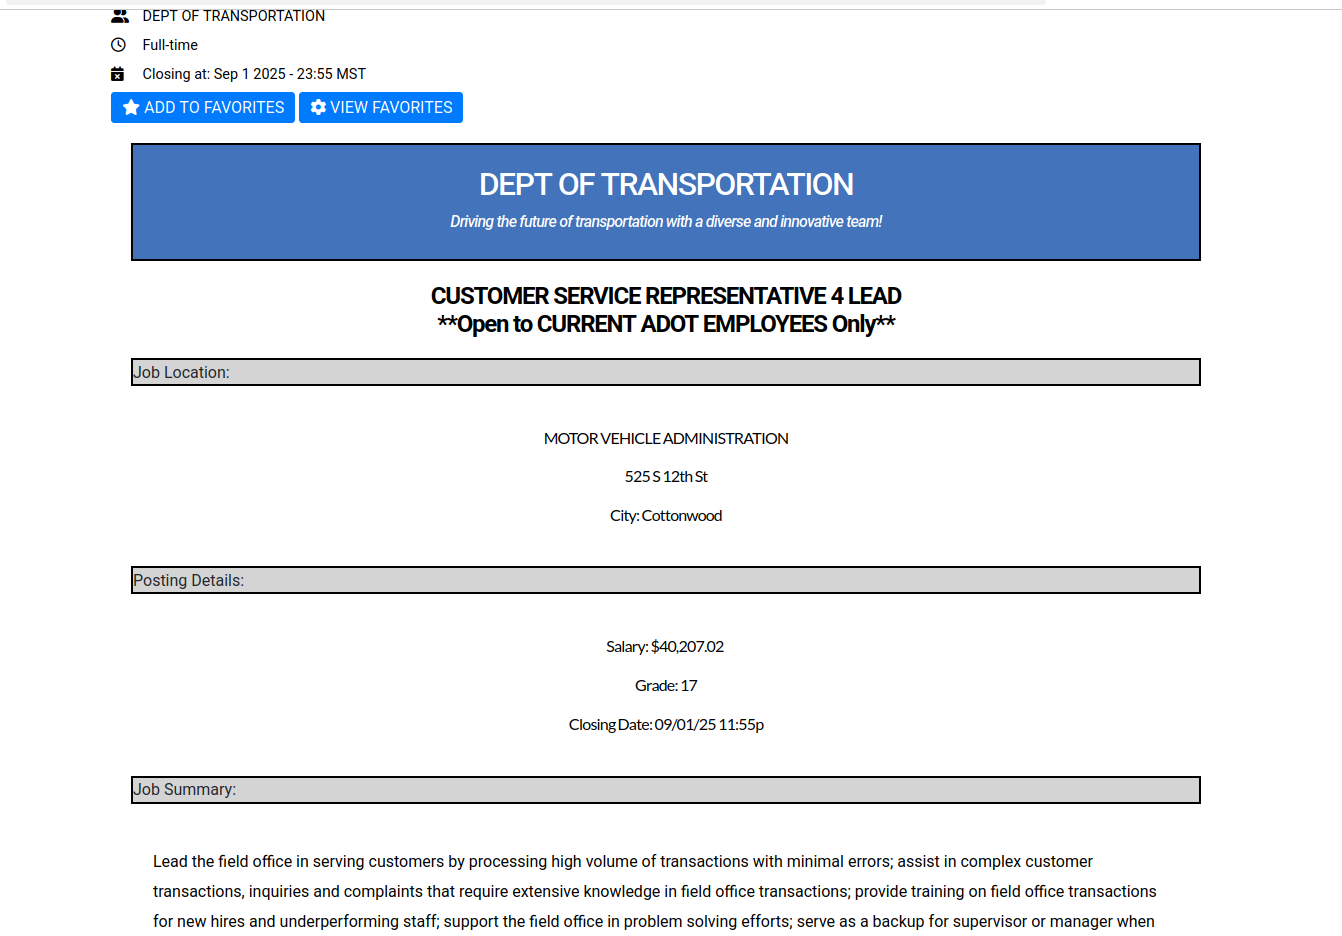 DEPT OF TRANSPORTATION
Full-time
Closing at: Sep 1 2025 - 23:55 MST
ADD TO FAVORITES VIEW FAVORITES
DEPT OF TRANSPORTATION
Driving the future of transportation with a diverse and innovative team!
CUSTOMER SERVICE REPRESENTATIVE 4 LEAD
**Open to CURRENT ADOT EMPLOYEES Only**
Job Location:
MOTOR VEHICLE ADMINISTRATION
525 S 12th St
City: Cottonwood
Posting Details:
Salary: $40,207.02
Grade: 17
Closing Date: 09/01/25 11:55p
Job Summary:
Lead the field office in serving customers by processing high volume of transactions with minimal errors; assist in complex customer
transactions, inquiries and complaints that require extensive knowledge in field office transactions; provide training on field office transactions
for new hires and underperforming staff; support the field office in problem solving efforts; serve as a backup for supervisor or manager when